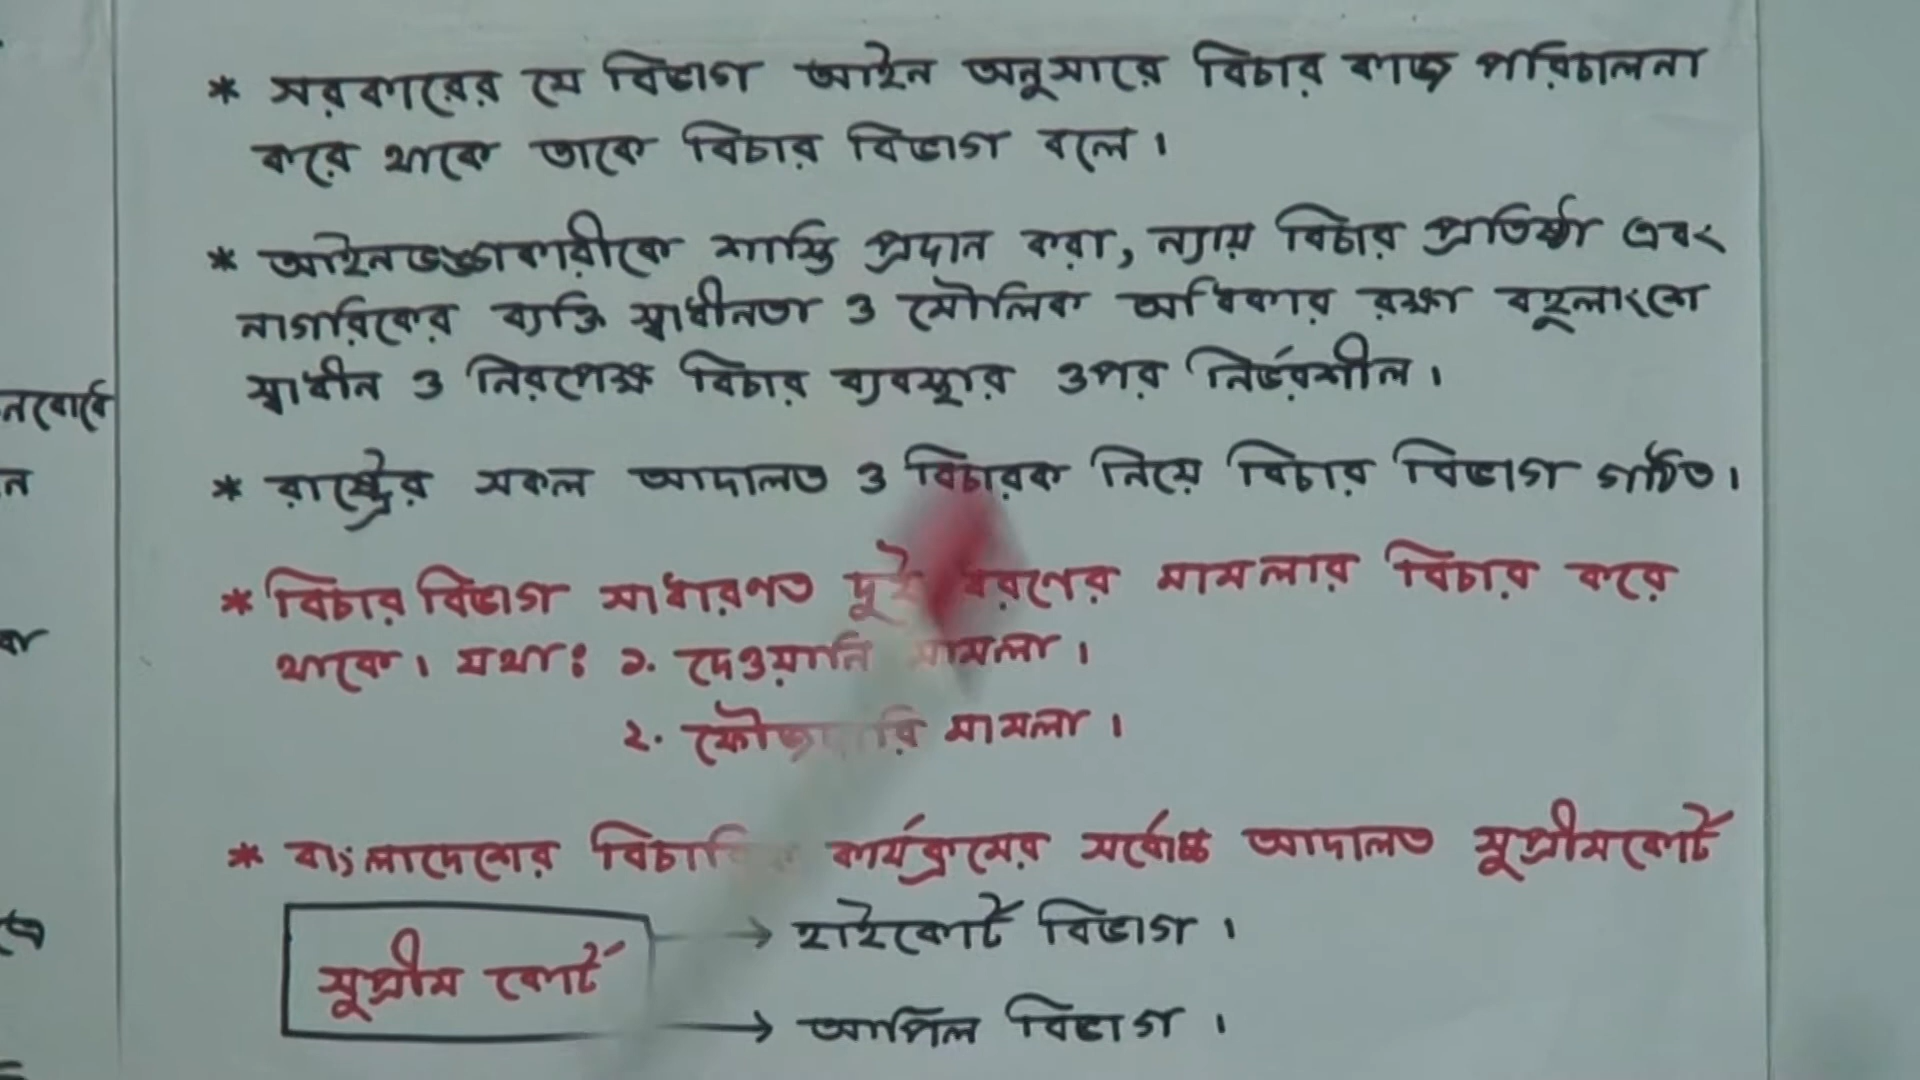 * সরকারের যে বিভাগ আইন অনুসারে বিচার কাজ পরিচালনা
করে থাকে তাকে বিচার বিভাগ বলে।
* আইনভঙ্গকারীকে শাস্তি প্রদান করা, ন্যায় বিচার প্রতিষ্ঠা এবং
নাগরিকের ব্যক্তি স্বাধীনতা ও মৌলিক অধিকার রক্ষা বহুলাংশে
স্বাধীন ও নিরপেক্ষ বিচার ব্যবস্থার ওপর নির্ভরশীল।
* রাষ্ট্রের সকল আদালত ও বিচারক নিয়ে বিচার বিভাগ গঠিত।
* বিচার বিভাগ সাধারণত দুই ধরণের মামলার বিচার করে
থাকে। যথাঃ ১. দেওয়ানি মামলা।
২. ফৌজদারি মামলা।
* বাংলাদেশের কার্যক্রমের সর্বোচ্চ আদালত সুপ্রীমকোর্ট
সুপ্রীম কোর্ট
হাইকোর্ট বিভাগ।
আপিল বিভাগ।